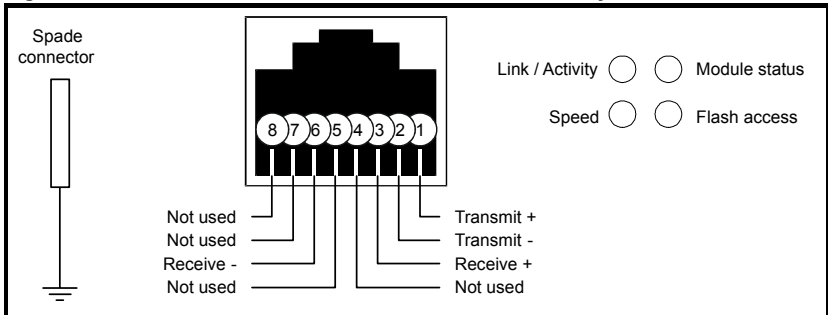 Spade
connector
Link / Activity
Module status
Speed
Flash access
8 7 6 5 4 3 2 1
Not used
Transmit +
Not used
Transmit -
Receive -
Receive +
Not used
Not used